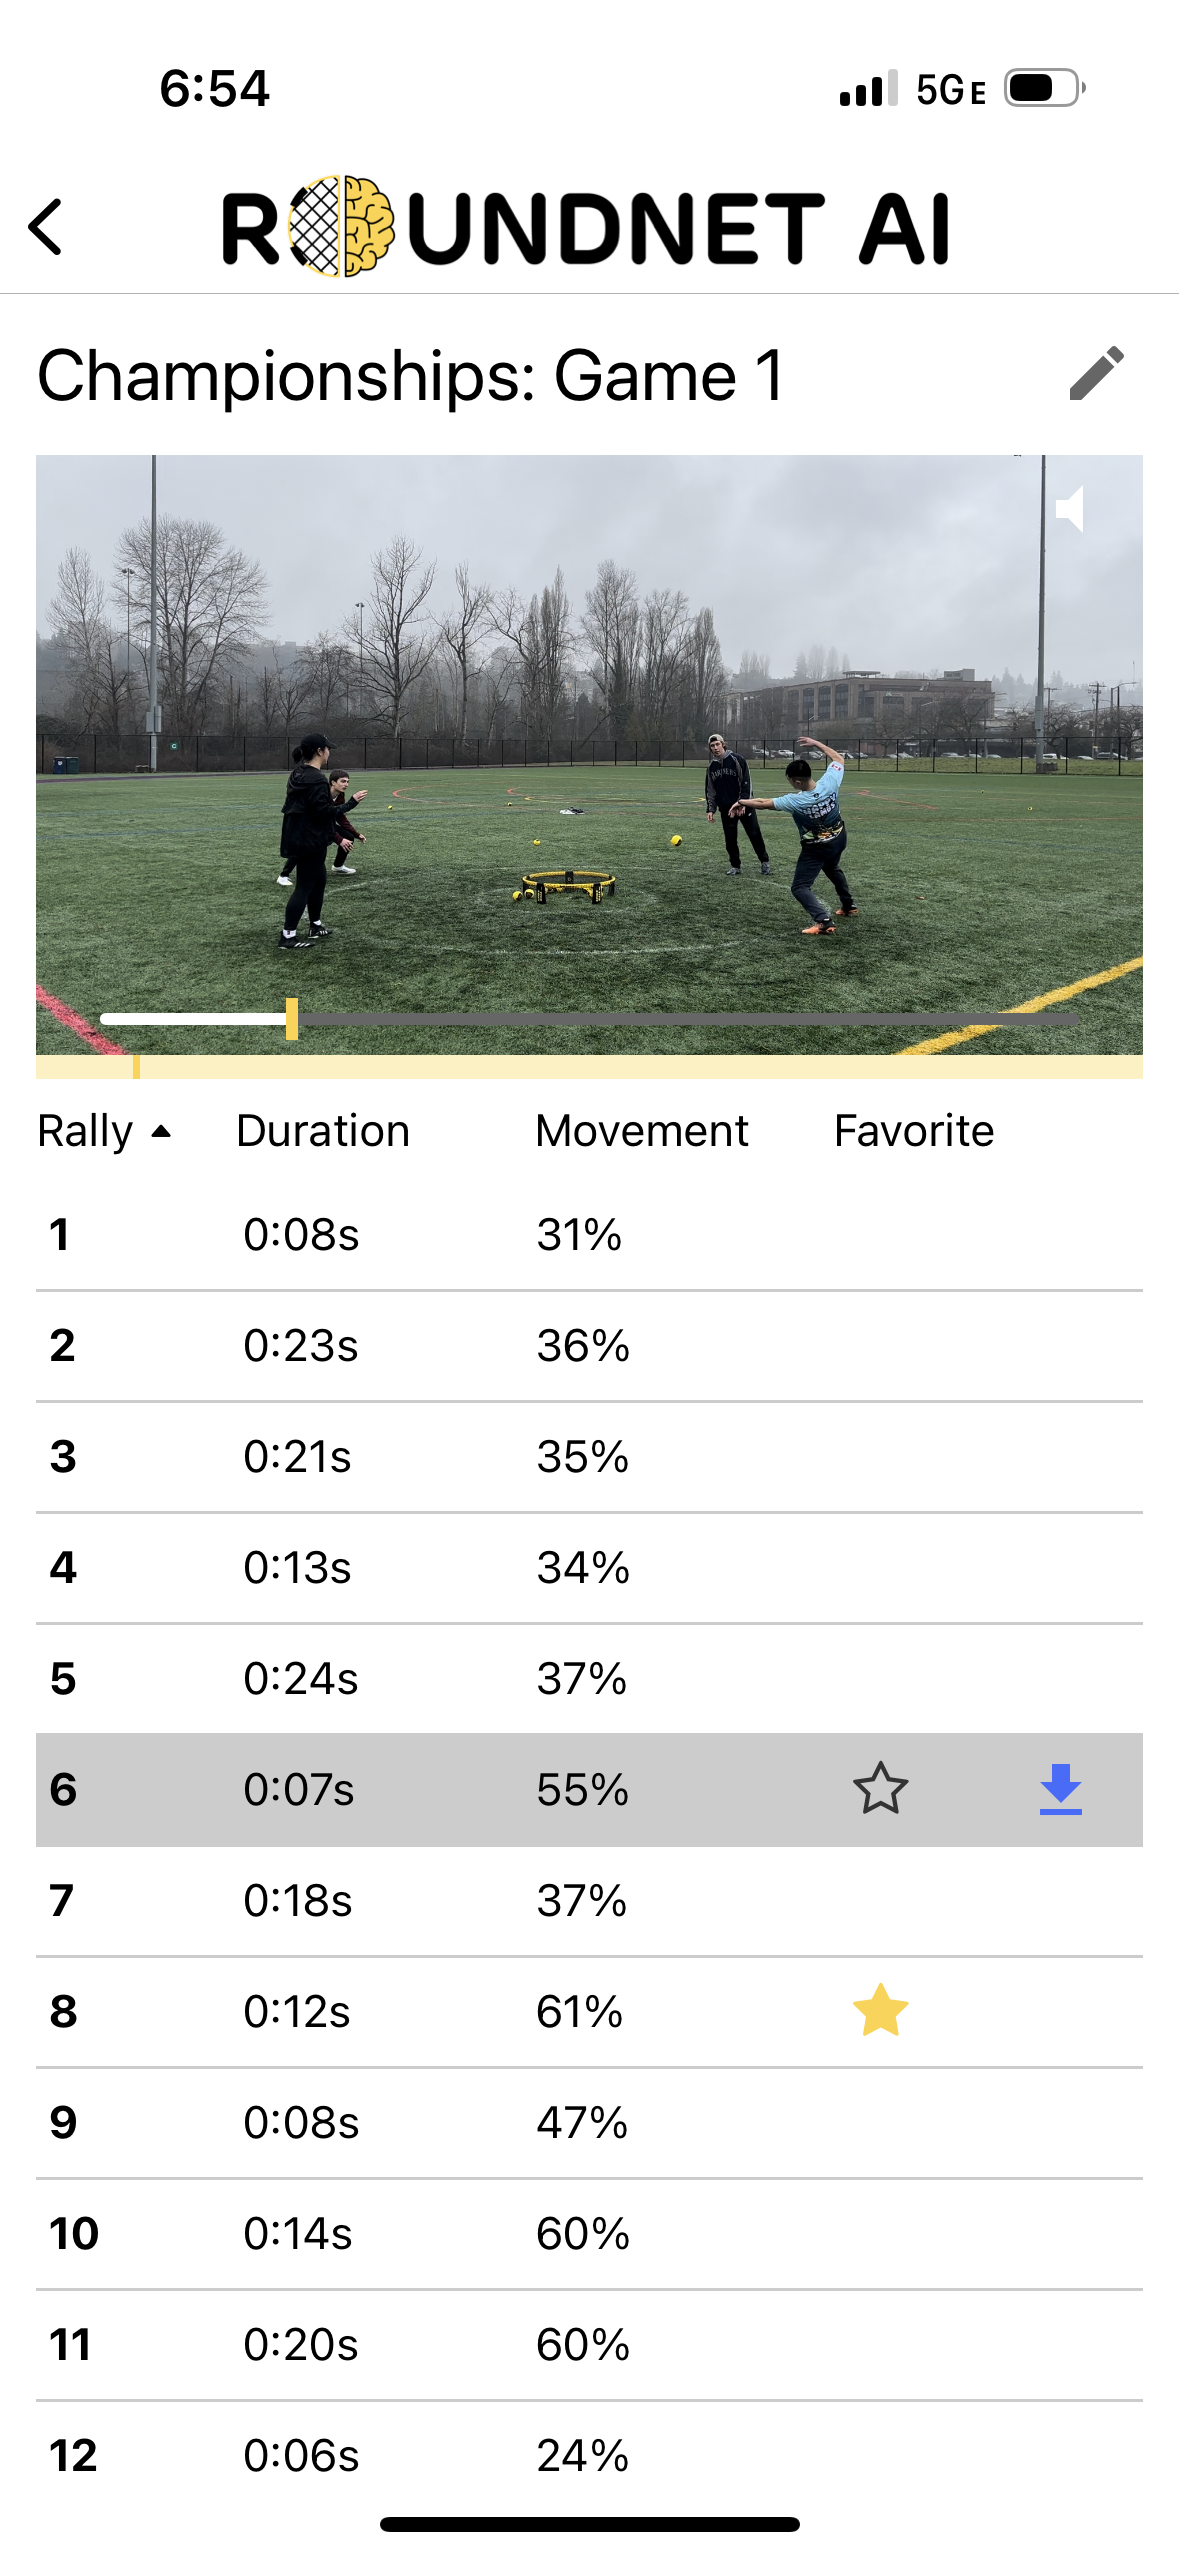 6:54 5GE
ROUNDNET AI
Championships: Game 1
MARINERS
Rally Duration Movement Favorite
1 0:08s 31%
2 0:23s 36%
3 0:21s 35%
4 0:13s 34%
5 0:24s 37%
6 0:07s 55%
7 0:18s 37%
8 0:12s 61%
9 0:08s 47%
10 0:14s 60%
11 0:20s 60%
12 0:06s 24%